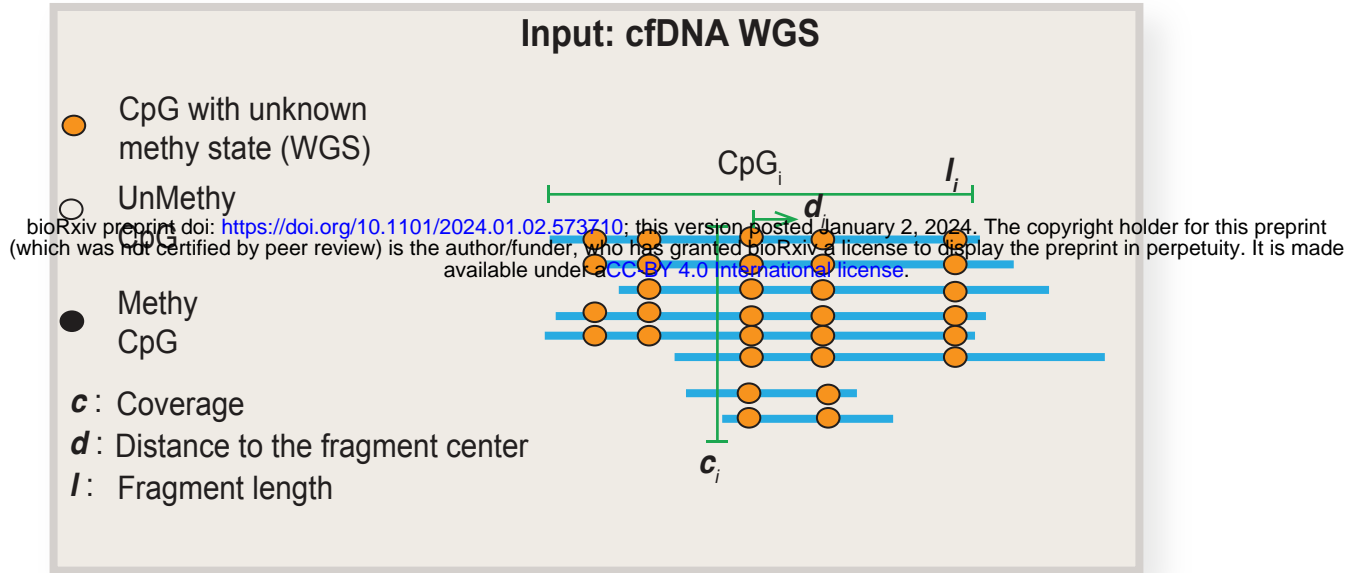 Input: cfDNA WGS
CpG with unknown
methy state (WGS)
UnMethy
CpG
Methy
CpG
c : Coverage
d : Distance to the fragment center
l : Fragment length
CpGi
li
di
ci
bioRxiv preprint doi: https://doi.org/10.1101/2024.01.02.573710; this version posted January 2, 2024. The copyright holder for this preprint
(which was not certified by peer review) is the author/funder, who has granted bioRxiv a license to display the preprint in perpetuity. It is made
available under aCC-BY 4.0 International license.